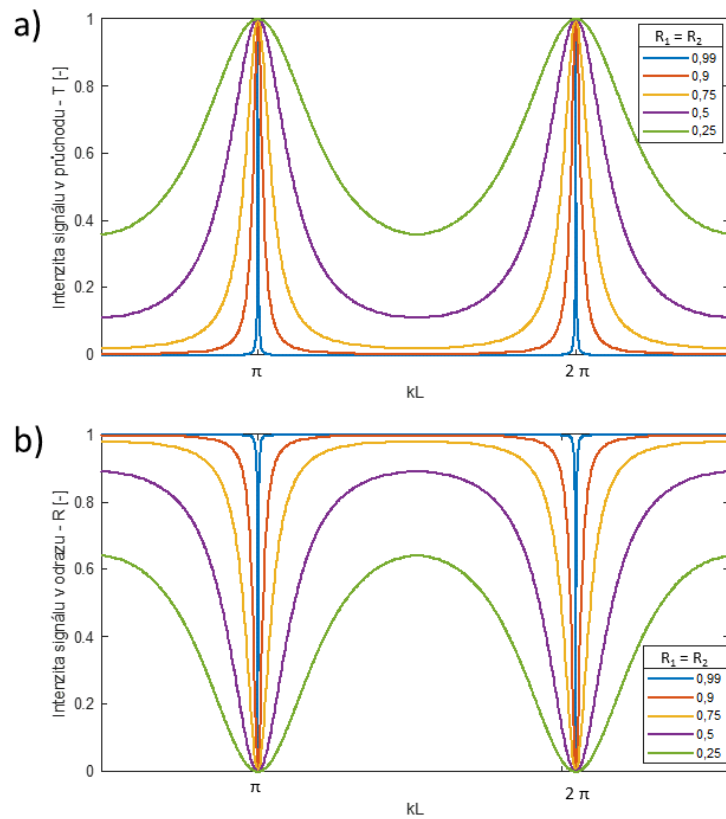 a)
Intenzita signálu v průchodu - T [-]
1
0.8
0.6
0.4
0.2
0
π
2 π
kL
R₁ = R₂
0,99
0,9
0,75
0,5
0,25
b)
Intenzita signálu v odrazu - R [-]
1
0.8
0.6
0.4
0.2
0
π
2 π
kL
R₁ = R₂
0,99
0,9
0,75
0,5
0,25